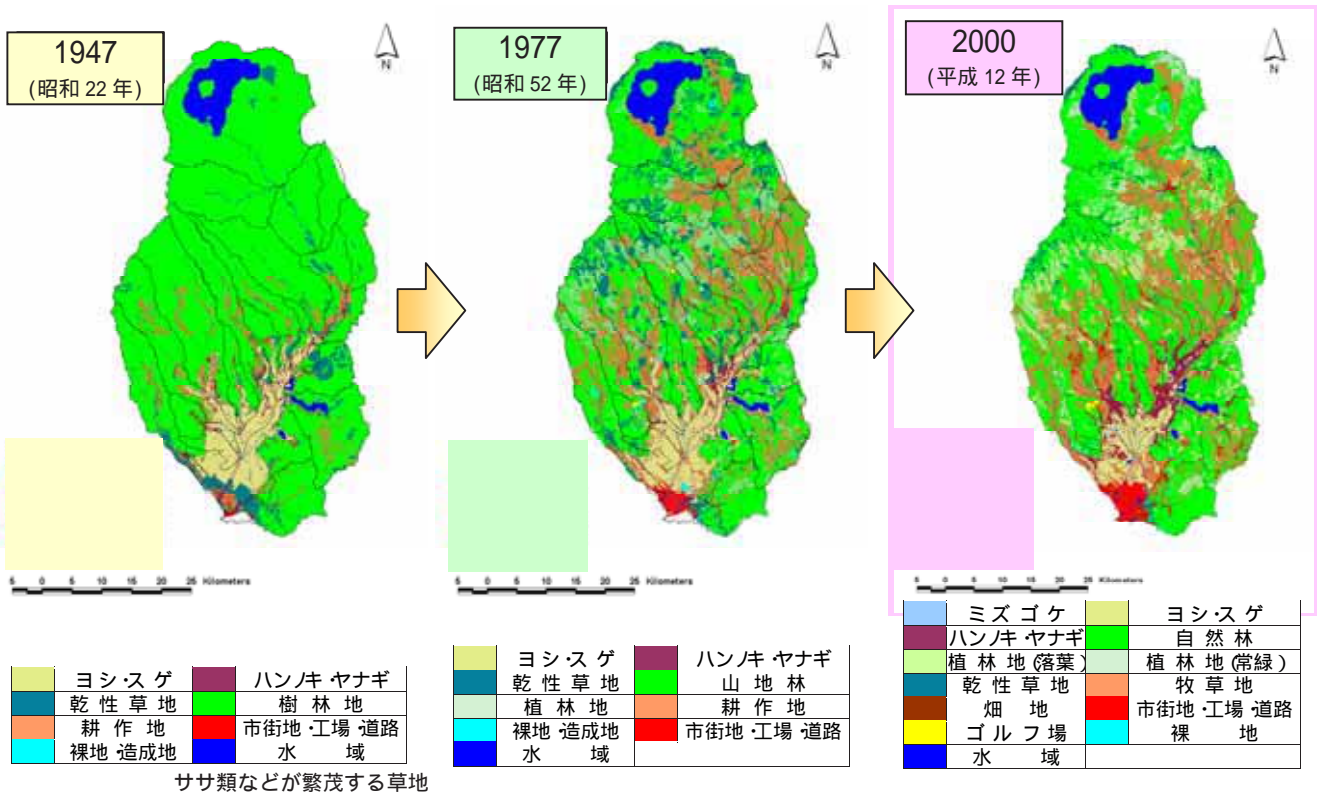 1947
(昭和 22 年)
N
1977
(昭和 52 年)
N
2000
(平成 12 年)
N
5 0 5 10 15 20 25 Kilometers
5 0 5 10 15 20 25 Kilometers
5 0 5 10 15 20 25 Kilometers
ヨシ・スゲ ハンノキ・ヤナギ
乾性草地 樹林地
耕作地 市街地・工場・道路
裸地・造成地 水域
ササ類などが繁茂する草地
ヨシ・スゲ ハンノキ・ヤナギ
乾性草地 山地林
植林地 耕作地
裸地・造成地 市街地・工場・道路
水域
ミズゴケ ヨシ・スゲ
ハンノキ・ヤナギ 自然林
植林地(落葉) 植林地(常緑)
乾性草地 牧草地
畑地 市街地・工場・道路
ゴルフ場 裸地
水域